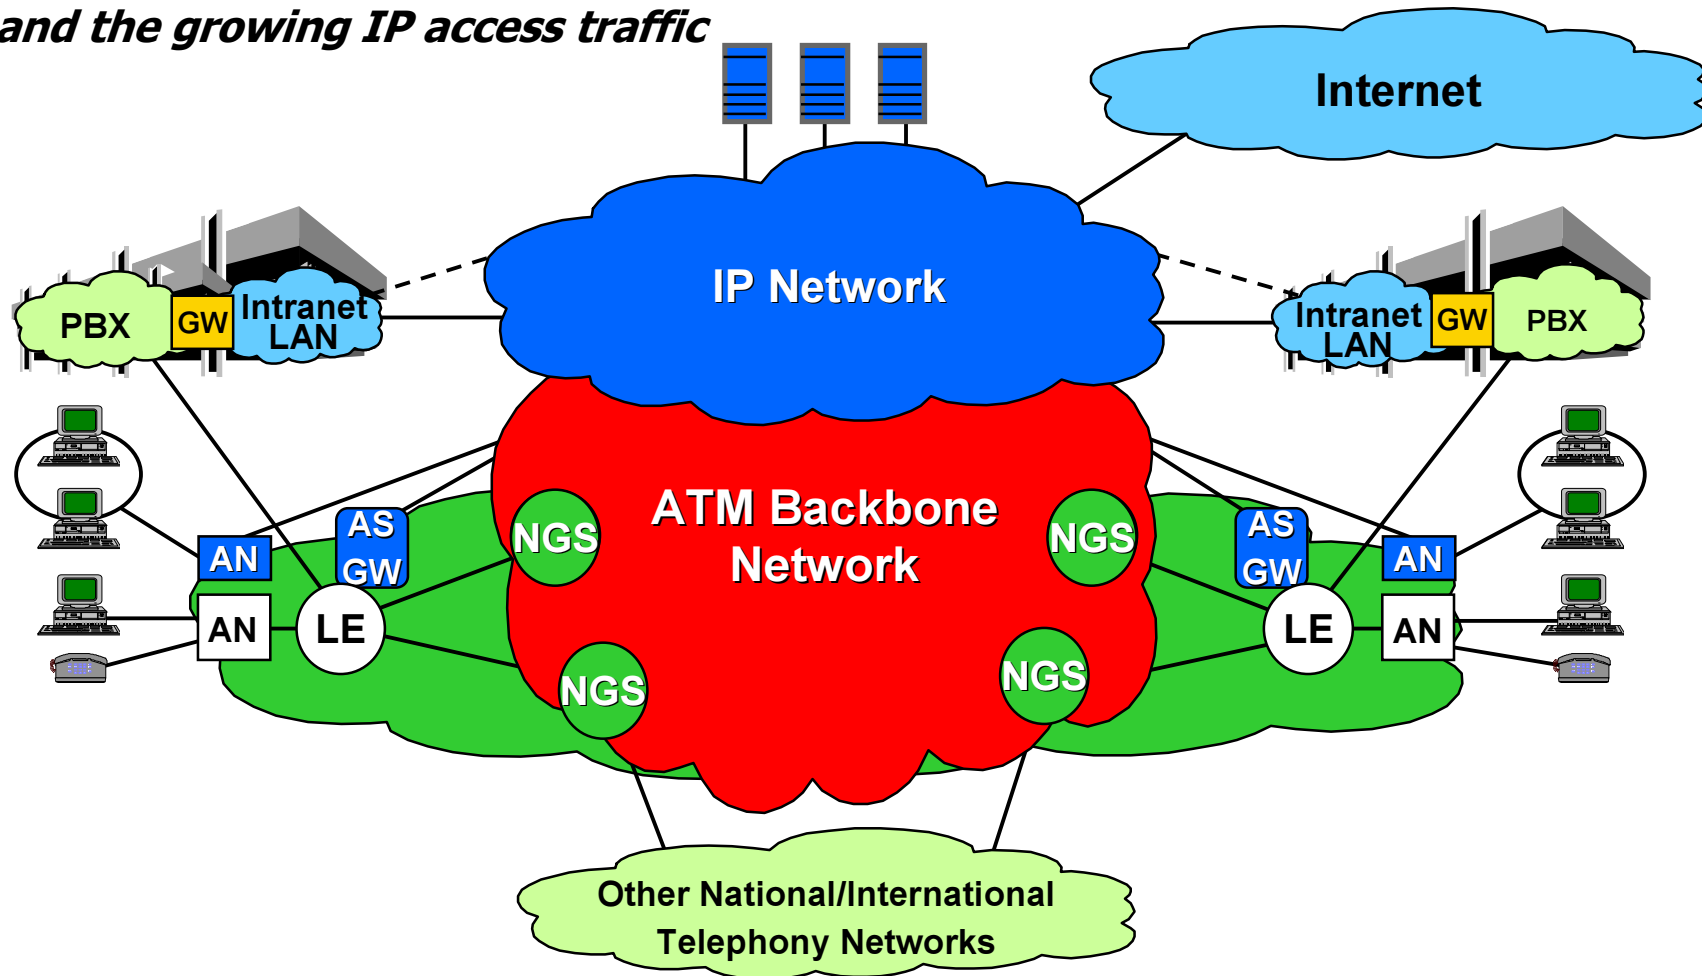 and the growing IP access traffic
Internet
IP Network
PBX
GW
Intranet
LAN
Intranet
LAN
GW
PBX
ATM Backbone
Network
NGS
NGS
AS
GW
AS
GW
AN
AN
AN
LE
LE
AN
NGS
NGS
Other National/International
Telephony Networks